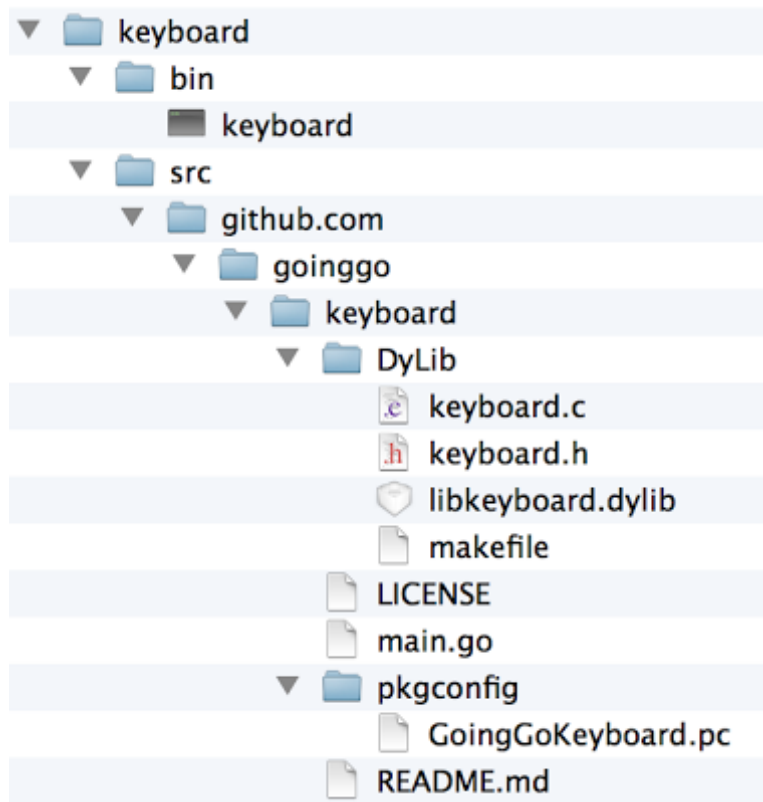 keyboard
bin
keyboard
src
github.com
goinggo
keyboard
DyLib
.c keyboard.c
.h keyboard.h
libkeyboard.dylib
makefile
LICENSE
main.go
pkgconfig
GoingGoKeyboard.pc
README.md